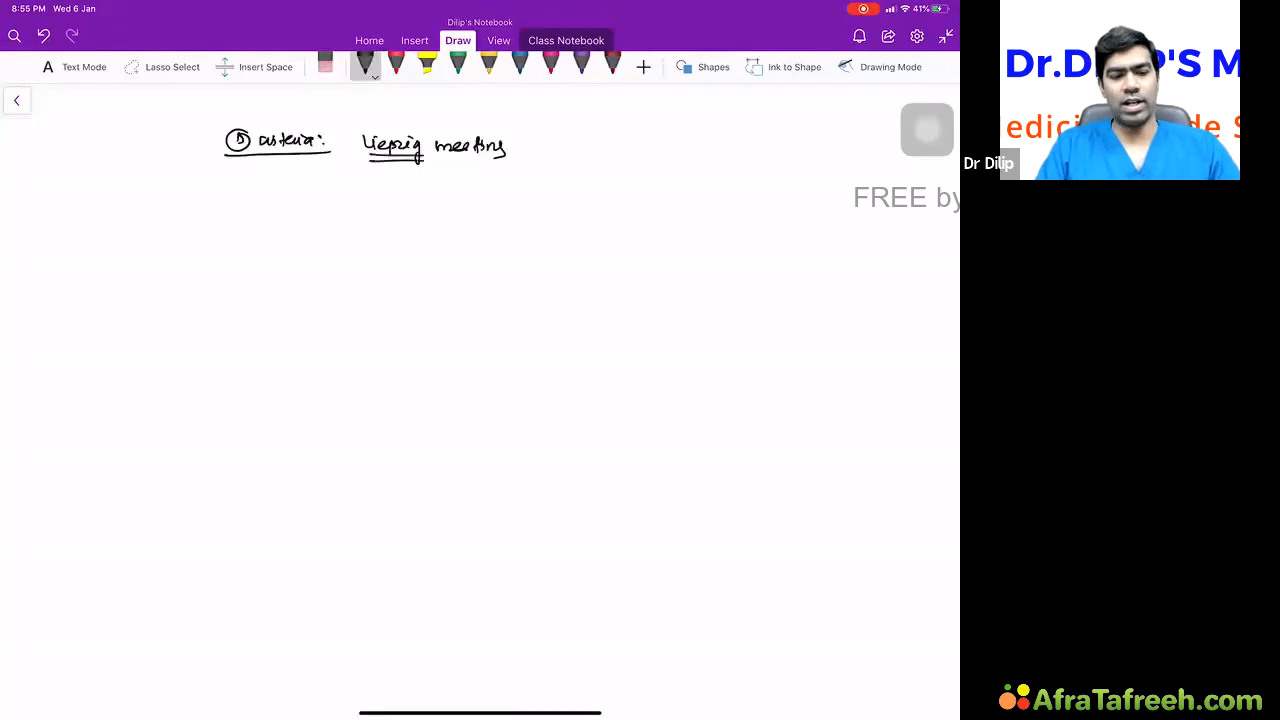 8:55 PM Wed 6 Jan
41%
Dilip's Notebook
Home Insert Draw View Class Notebook
A Text Mode Lasso Select Insert Space Shapes Ink to Shape Drawing Mode
Dr.D P'S M
edici de S
Dr Dilip
D criteria: Liepzig meeting
FREE by
AfraTafreeh.com